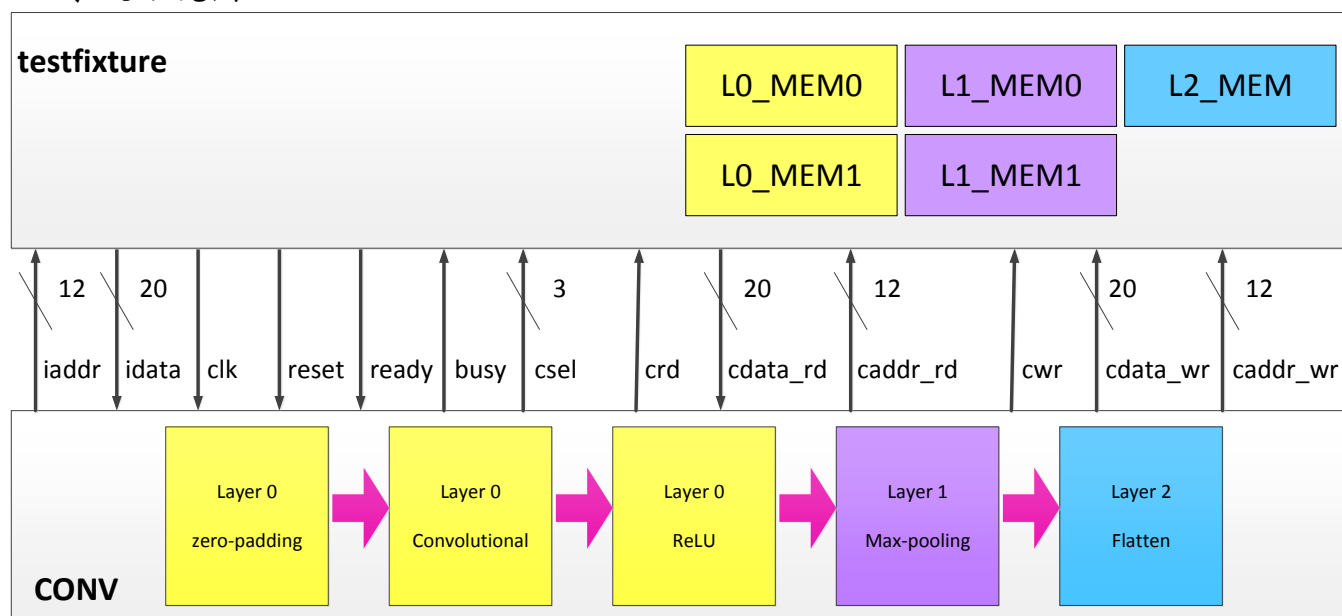 testfixture
L0_MEM0 L1_MEM0 L2_MEM
L0_MEM1 L1_MEM1
12 20 3 20 12 20 12
iaddr idata clk reset ready busy csel crd cdata_rd caddr_rd cwr cdata_wr caddr_wr
Layer 0 Layer 0 Layer 0 Layer 1 Layer 2
zero-padding Convolutional ReLU Max-pooling Flatten
CONV